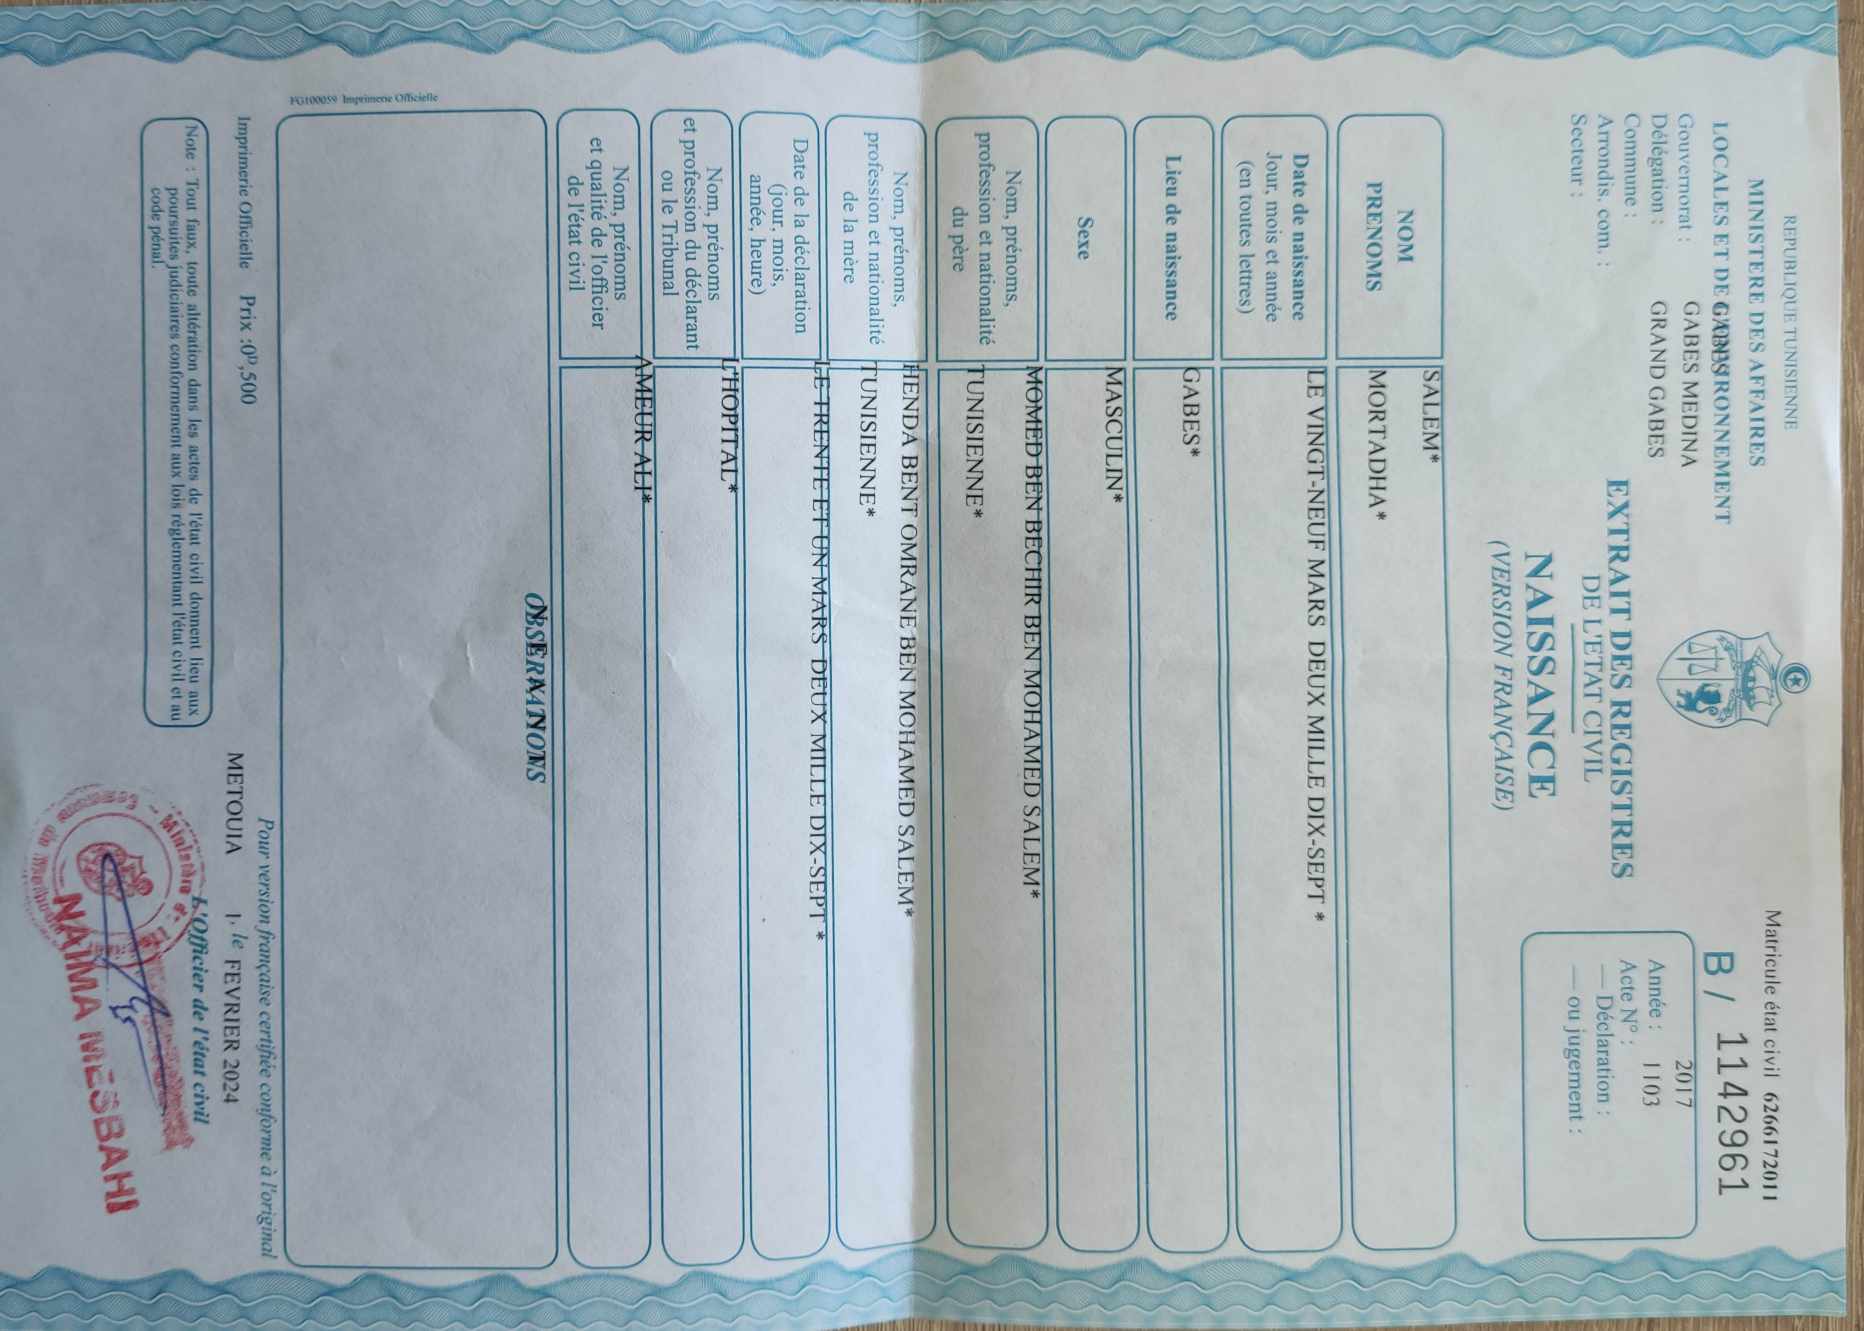 REPUBLIQUE TUNISIENNE
MINISTERE DES AFFAIRES
LOCALES ET DE L'ENVIRONNEMENT
Gouvernorat : GABES
Délégation : GABES MEDINA
Commune : GRAND GABES
Arrondis. com. :
Secteur :
Matricule état civil 6266172011
B/ 1142961
Année : 2017
Acte N° : 1103
— Déclaration :
— ou jugement :
EXTRAIT DES REGISTRES
DE L'ETAT CIVIL
NAISSANCE
(VERSION FRANÇAISE)
NOM
PRENOMS
SALEM*
MORTADHA*
Date de naissance
Jour, mois et année
(en toutes lettres)
LE VINGT-NEUF MARS DEUX MILLE DIX-SEPT *
Lieu de naissance
GABES*
Sexe
MASCULIN*
Nom, prénoms,
profession et nationalité
du père
MOMED BEN BECHIR BEN MOHAMED SALEM*
TUNISIENNE*
Nom, prénoms,
profession et nationalité
de la mère
HENDA BENT OMRANE BEN MOHAMED SALEM*
TUNISIENNE*
Date de la déclaration
(jour, mois,
année, heure)
LE TRENTE ET UN MARS DEUX MILLE DIX-SEPT *
Nom, prénoms
et profession du déclarant
ou le Tribunal
L'HOPITAL*
Nom, prénoms
et qualité de l'officier
de l'état civil
AMEUR ALI*
OBSERVATIONS
FG100059 Imprimerie Officielle
Imprimerie Officielle Prix :0ᴰ,500
Pour version française certifiée conforme à l'original
METOUIA 1, le FEVRIER 2024
L'Officier de l'état civil
Note : Tout faux, toute altération dans les actes de l'état civil donnent lieu aux
poursuites judiciaires conformement aux lois réglementant l'état civil et au
code pénal.
Ministère
NAIMA MESBAHI